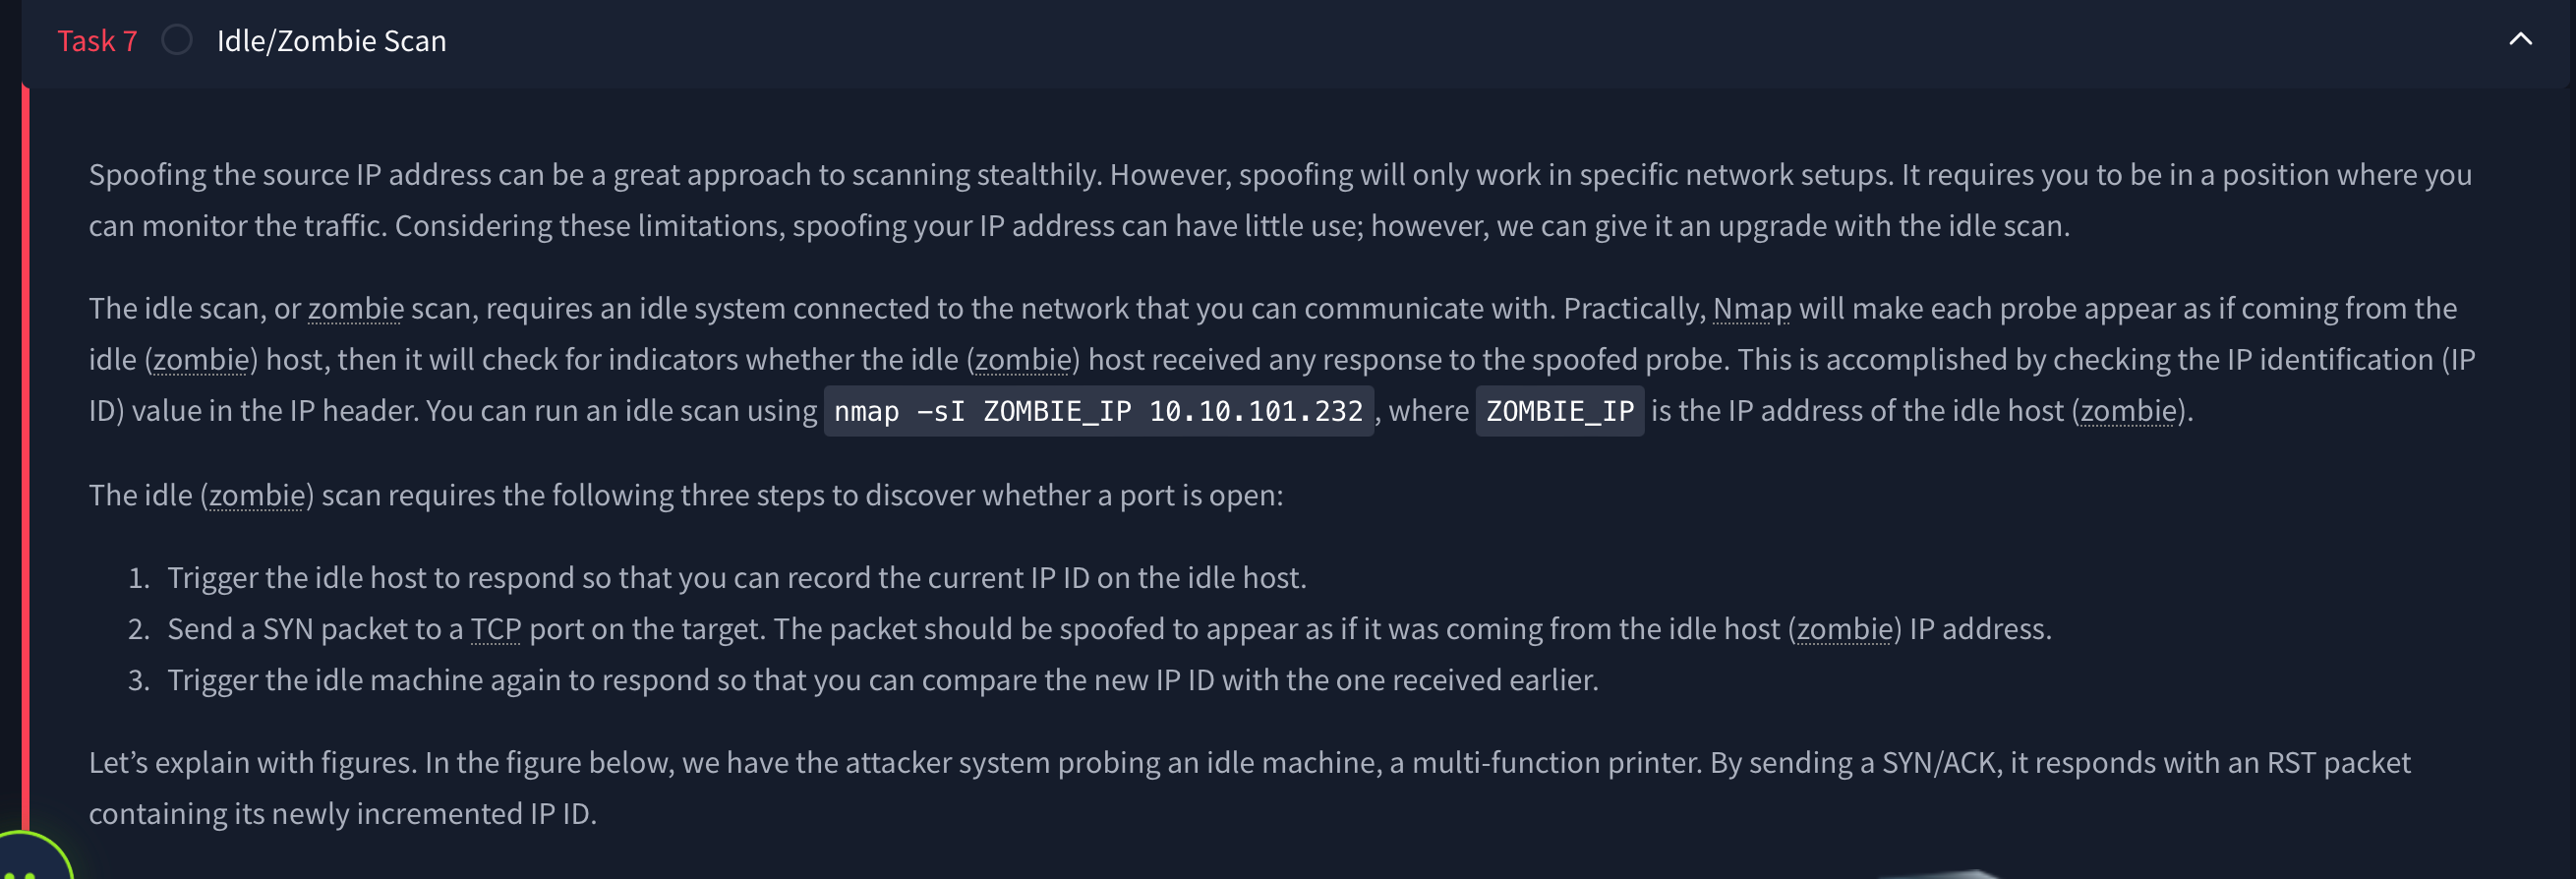 Task 7 Idle/Zombie Scan
Spoofing the source IP address can be a great approach to scanning stealthily. However, spoofing will only work in specific network setups. It requires you to be in a position where you
can monitor the traffic. Considering these limitations, spoofing your IP address can have little use; however, we can give it an upgrade with the idle scan.
The idle scan, or zombie scan, requires an idle system connected to the network that you can communicate with. Practically, Nmap will make each probe appear as if coming from the
idle (zombie) host, then it will check for indicators whether the idle (zombie) host received any response to the spoofed probe. This is accomplished by checking the IP identification (IP
ID) value in the IP header. You can run an idle scan using nmap -sI ZOMBIE_IP 10.10.101.232, where ZOMBIE_IP is the IP address of the idle host (zombie).
The idle (zombie) scan requires the following three steps to discover whether a port is open:
1. Trigger the idle host to respond so that you can record the current IP ID on the idle host.
2. Send a SYN packet to a TCP port on the target. The packet should be spoofed to appear as if it was coming from the idle host (zombie) IP address.
3. Trigger the idle machine again to respond so that you can compare the new IP ID with the one received earlier.
Let’s explain with figures. In the figure below, we have the attacker system probing an idle machine, a multi-function printer. By sending a SYN/ACK, it responds with an RST packet
containing its newly incremented IP ID.